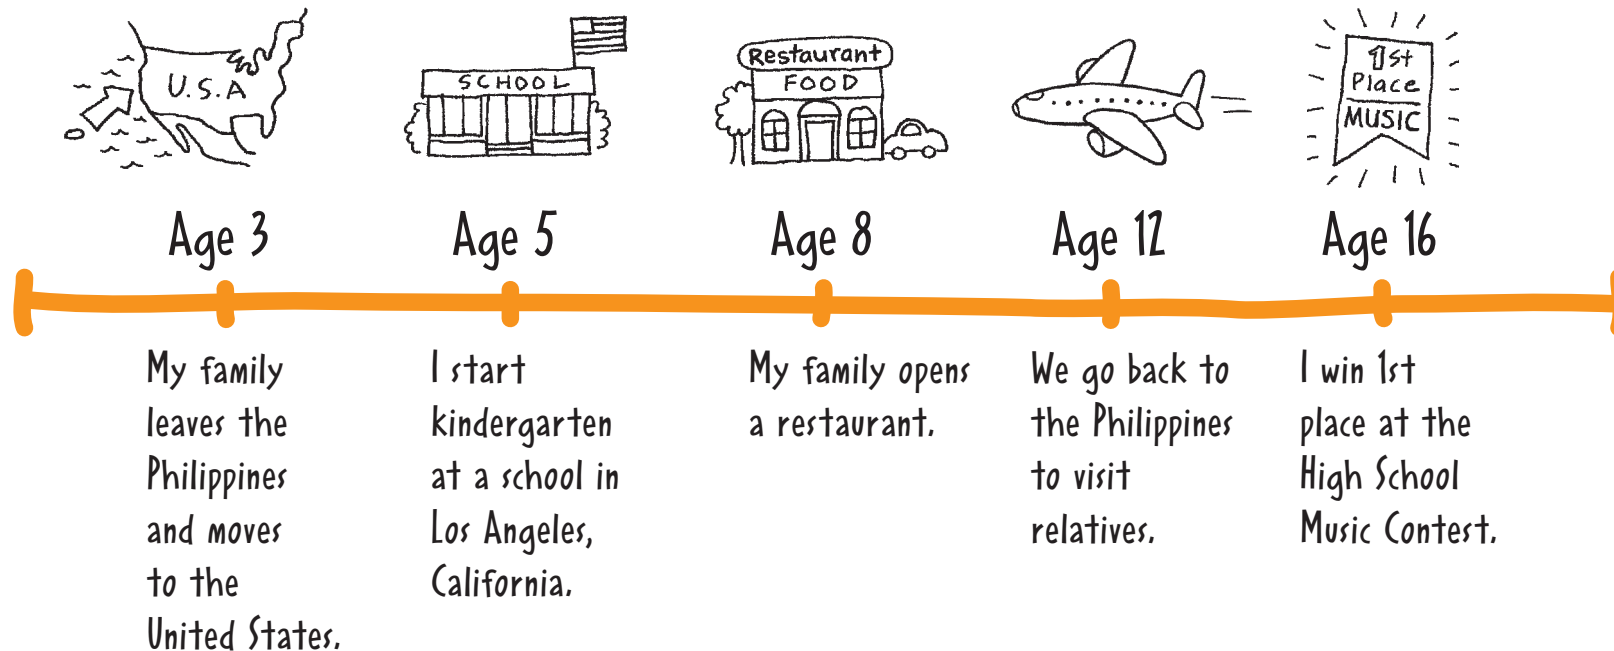 U.S.A
SCHOOL
Restaurant
FOOD
1st
Place
MUSIC
Age 3
Age 5
Age 8
Age 12
Age 16
My family
leaves the
Philippines
and moves
to the
United States.
I start
kindergarten
at a school in
Los Angeles,
California.
My family opens
a restaurant.
We go back to
the Philippines
to visit
relatives.
I win 1st
place at the
High School
Music Contest.